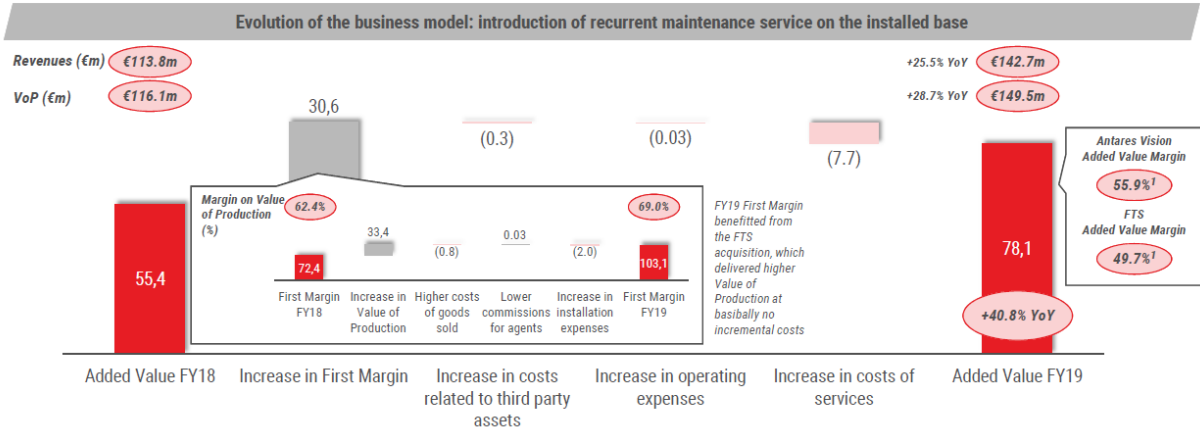 Evolution of the business model: introduction of recurrent maintenance service on the installed base
Revenues (€m)
€113.8m
+25.5% YoY
€142.7m
VoP (€m)
€116.1m
+28.7% YoY
€149.5m
30,6
(0.3)
(0.03)
(7.7)
55,4
78,1
+40.8% YoY
Antares Vision
Added Value Margin
55.9%1
FTS
Added Value Margin
49.7%1
Margin on Value
of Production
(%)
62.4%
69.0%
72,4
33,4
(0.8)
0.03
(2.0)
103,1
First Margin
FY18
Increase in
Value of
Production
Higher costs
of goods
sold
Lower
commissions
for agents
Increase in
installation
expenses
First Margin
FY19
FY19 First Margin
benefitted from
the FTS
acquisition, which
delivered higher
Value of
Production at
basibally no
incremental costs
Added Value FY18
Increase in First Margin
Increase in costs
related to third party
assets
Increase in operating
expenses
Increase in costs of
services
Added Value FY19